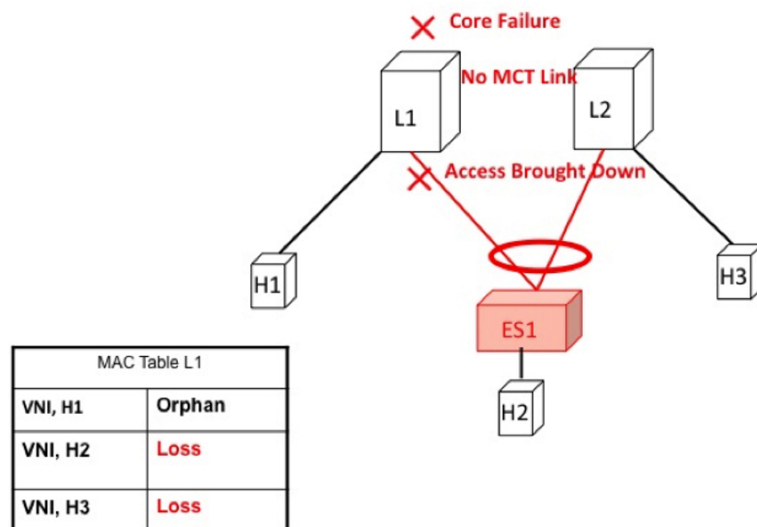 Core Failure
No MCT Link
L1
L2
Access Brought Down
H1
H3
ES1
H2
MAC Table L1
VNI, H1 Orphan
VNI, H2 Loss
VNI, H3 Loss